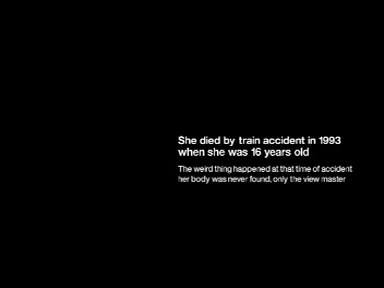 She died by train accident in 1993
when she was 16 years old
The weird thing happened at that time of accident
her body was never found, only the view master